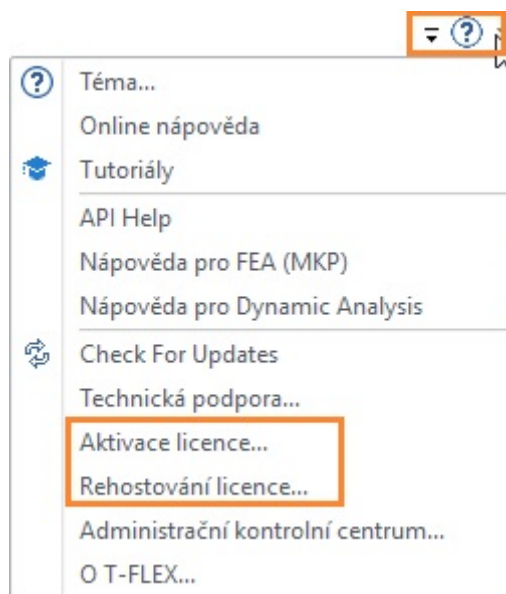 Téma...
Online nápověda
Tutoriály
API Help
Nápověda pro FEA (MKP)
Nápověda pro Dynamic Analysis
Check For Updates
Technická podpora...
Aktivace licence...
Rehostování licence...
Administrační kontrolní centrum...
O T-FLEX...